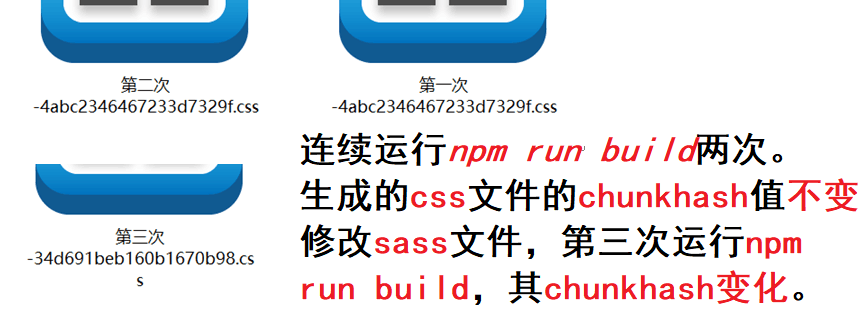 第二次
-4abc2346467233d7329f.css
第一次
-4abc2346467233d7329f.css
连续运行npm run build两次。
生成的css文件的chunkhash值不变
修改sass文件，第三次运行npm
run build，其chunkhash变化。
第三次
-34d691beb160b1670b98.cs
s